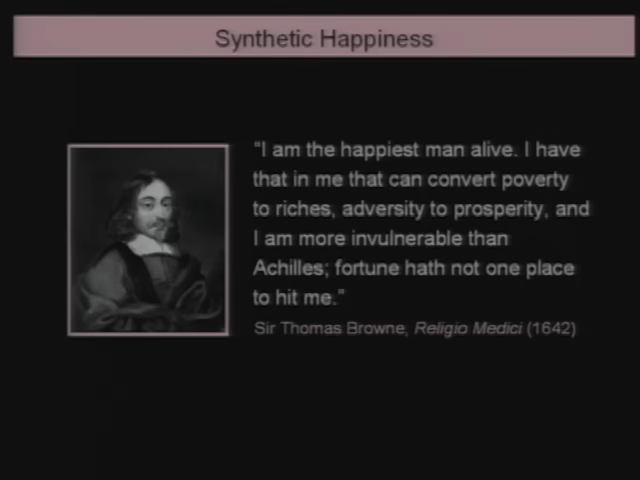 Synthetic Happiness
“I am the happiest man alive. I have
that in me that can convert poverty
to riches, adversity to prosperity, and
I am more invulnerable than
Achilles; fortune hath not one place
to hit me.”
Sir Thomas Browne, Religio Medici (1642)